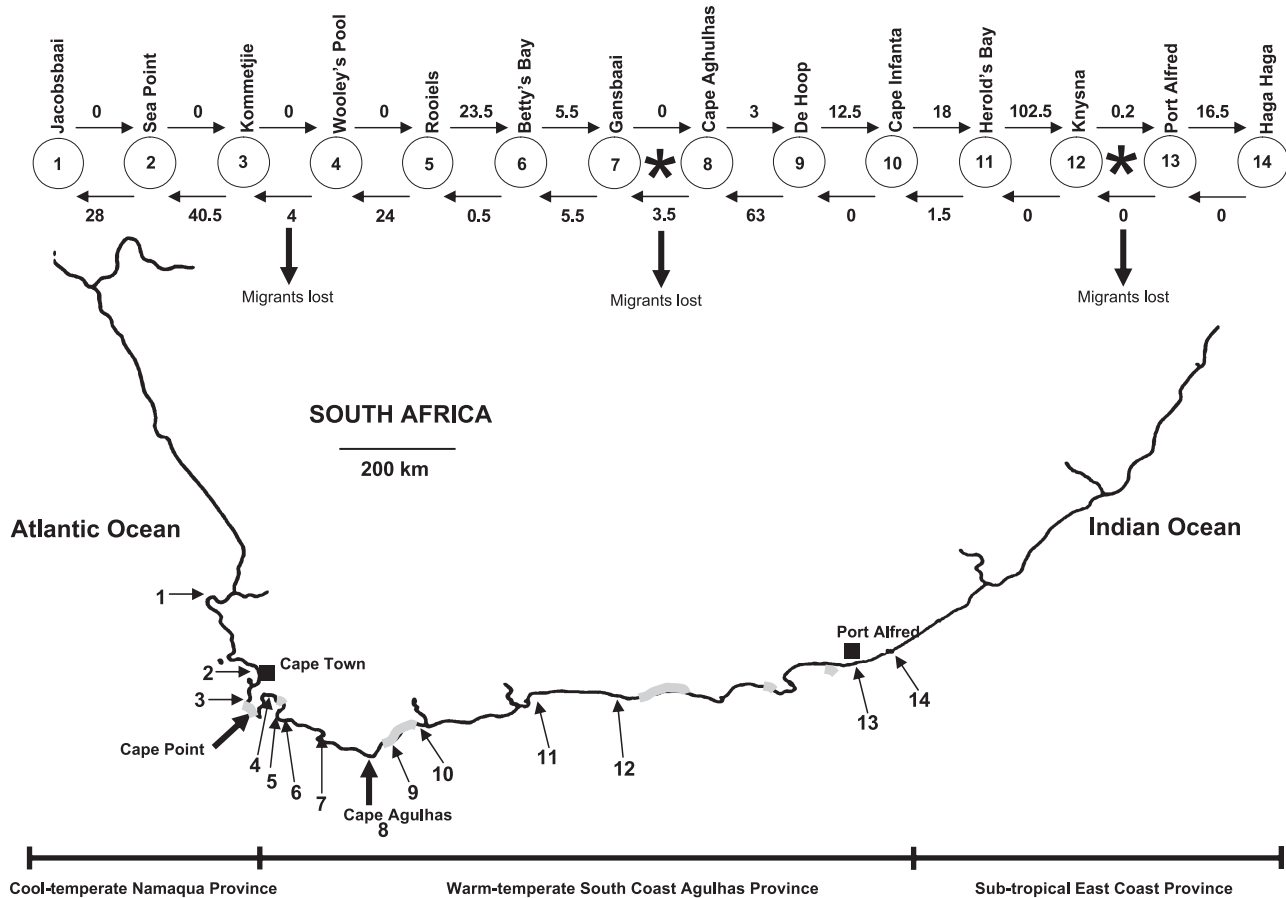 Jacobsbaai
Sea Point
Kommetjie
Wooley's Pool
Rooiels
Betty's Bay
Gansbaai
Cape Aghulhas
De Hoop
Cape Infanta
Herold's Bay
Knysna
Port Alfred
Haga Haga
0 0 0 0 23.5 5.5 0 3 12.5 18 102.5 0.2 16.5
1 2 3 4 5 6 7 * 8 9 10 11 12 * 13 14
28 40.5 4 24 0.5 5.5 3.5 63 0 1.5 0 0 0
Migrants lost Migrants lost Migrants lost
SOUTH AFRICA
200 km
Atlantic Ocean
Indian Ocean
1
Port Alfred
2
Cape Town
3
14
13
Cape Point
4
5
6
7
9
10
11
12
Cape Agulhas
8
Cool-temperate Namaqua Province
Warm-temperate South Coast Agulhas Province
Sub-tropical East Coast Province